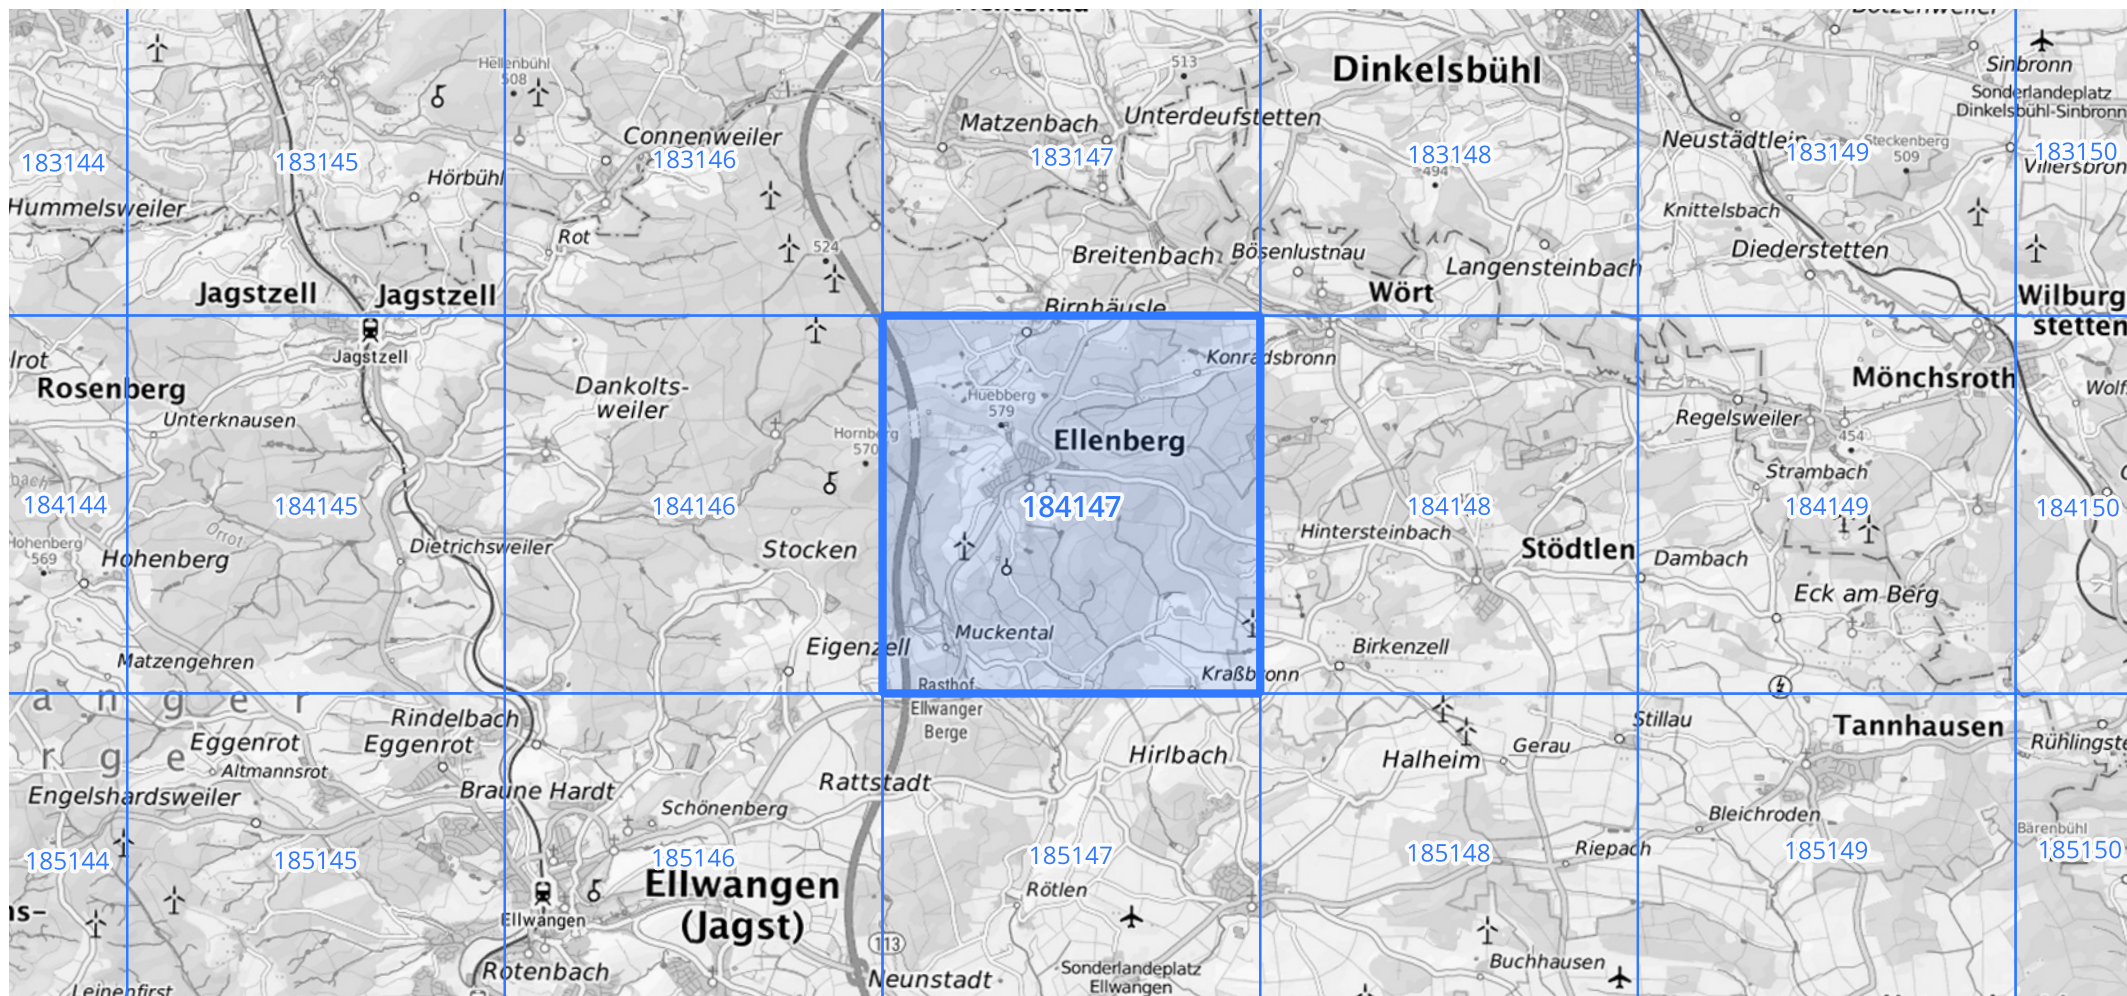 Dinkelsbühl
Sinbronn
Sonderlandeplatz
Dinkelsbühl-Sinbronn
Hellenbühl
508
513
Connenweiler
Matzenbach
Unterdeufstetten
Neustädtlein
Steckenberg
509
183144
183145
183146
183147
183148
183149
183150
494
Hörbühl
Hummelsweiler
Knittelsbach
Rot
524
Breitenbach
Bösenlustnau
Langensteinbach
Diederstetten
Jagstzell
Jagstzell
Birnhäusle
Wört
Wilburg
stetten
Jagstzell
Konradsbronn
Rosenberg
Dankolts-
weiler
Huebberg
579
Mönchsroth
Unterknausen
Hornberg
570
Ellenberg
Regelsweiler
454
Strambach
184144
184145
184146
184147
184148
184149
184150
Orrot
Hohenberg
569
Hohenberg
Dietrichsweiler
Stocken
Hintersteinbach
Stödtlen
Dambach
Eck am Berg
Matzengehren
Eigenzell
Muckental
Birkenzell
Kraßbronn
a n g e r
Rasthof
Ellwanger
Berge
Rindelbach
Eggenrot
Eggenrot
Stillau
Tannhausen
r g e
Altmannsrot
Hirlbach
Halheim
Gerau
Engelshardsweiler
Braune Hardt
Rattstadt
Schönenberg
Bleichroden
Bärenbühl
185144
185145
185146
185147
185148
185149
185150
Riepach
Ellwangen
(Jagst)
Rötlen
Ellwangen
113
Rotenbach
Neunstadt
Sonderlandeplatz
Ellwangen
Buchhausen
Leinenfirst